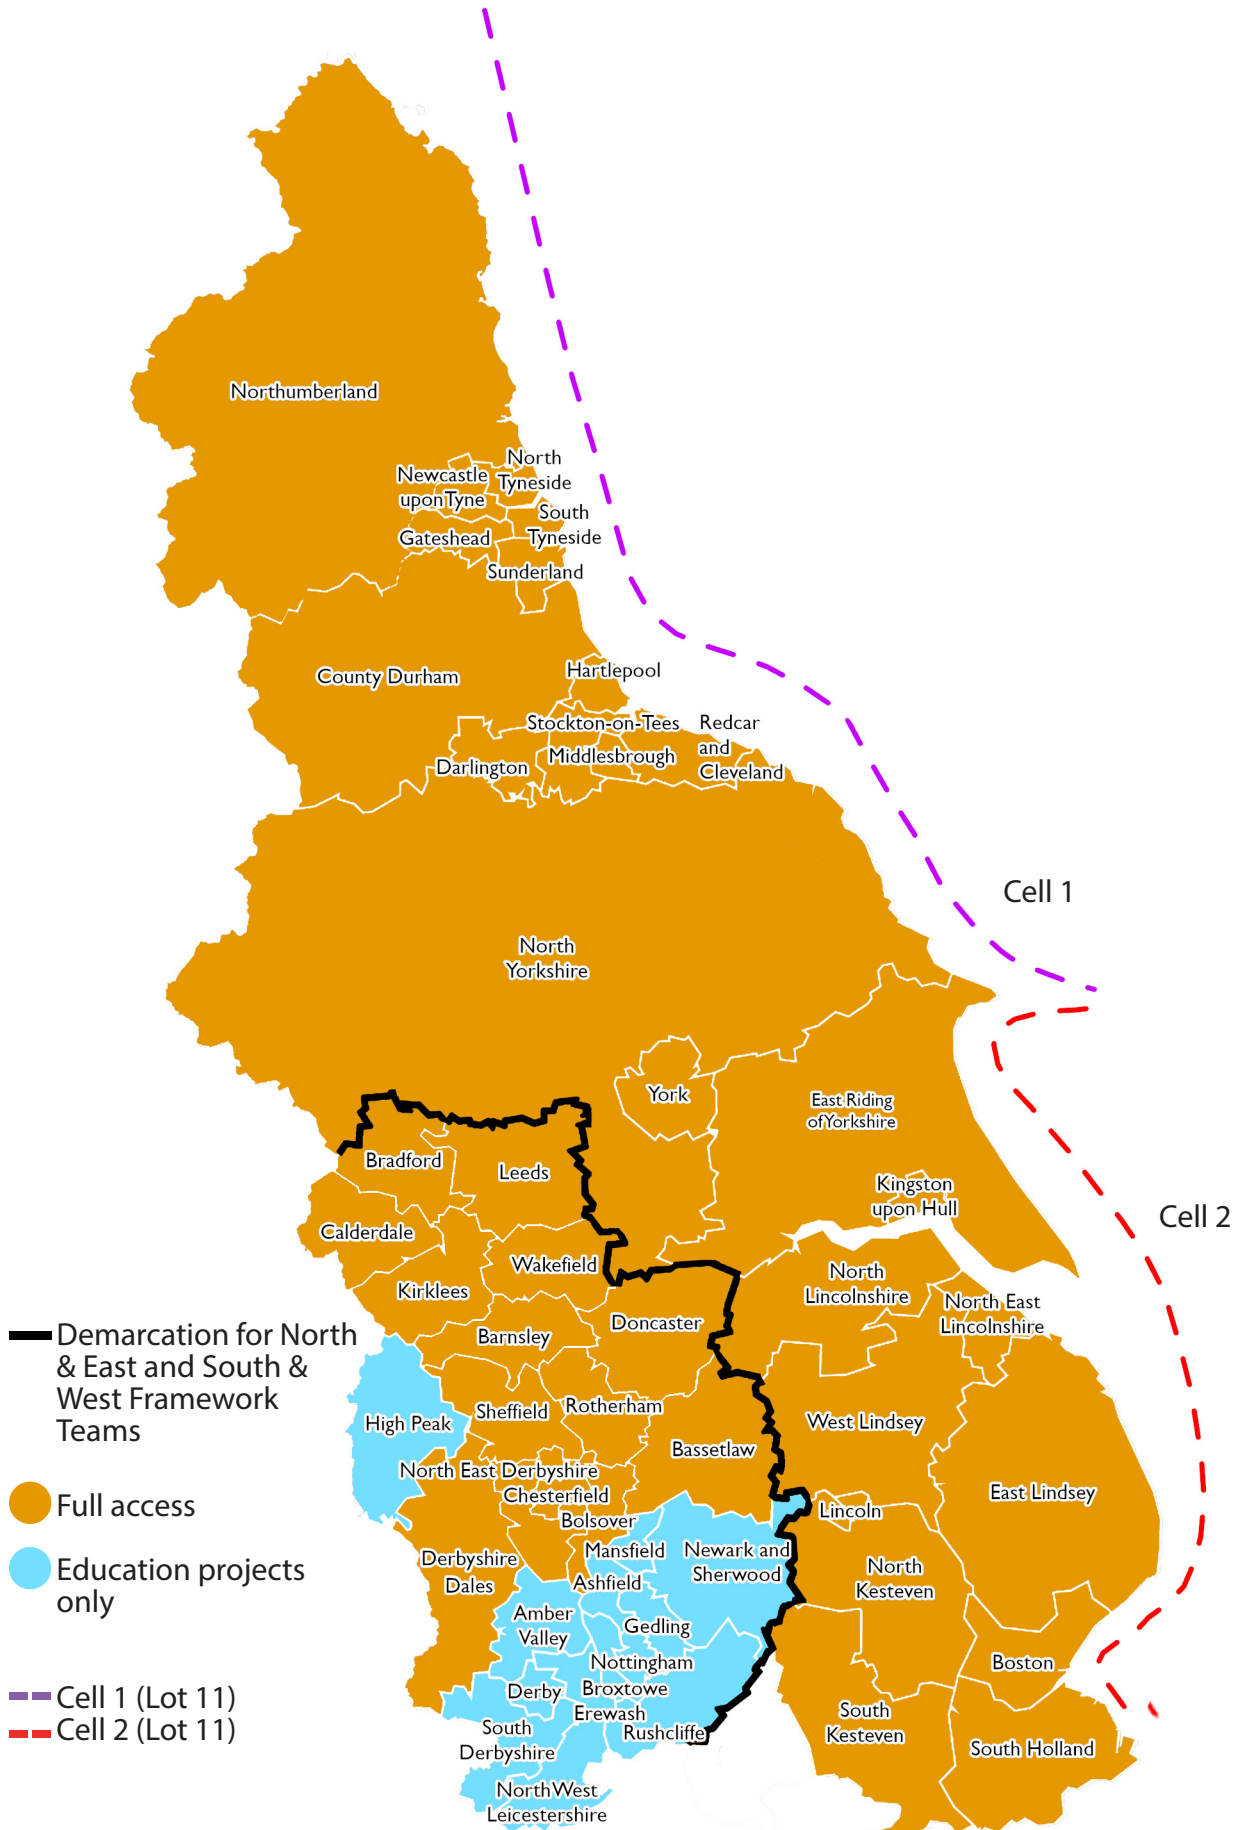 Northumberland
North
Tyneside
Newcastle
upon Tyne
South
Tyneside
Gateshead
Sunderland
County Durham
Hartlepool
Stockton-on-Tees
Redcar
and
Cleveland
Middlesbrough
Darlington
Cell 1
North
Yorkshire
York
East Riding
of Yorkshire
Bradford
Leeds
Kingston
upon Hull
Cell 2
Calderdale
Wakefield
Kirklees
North
Lincolnshire
North East
Lincolnshire
Doncaster
Barnsley
Demarcation for North
& East and South &
West Framework
Teams
High Peak
Sheffield
Rotherham
West Lindsey
Bassetlaw
North East Derbyshire
Chesterfield
East Lindsey
Full access
Bolsover
Lincoln
Mansfield
Newark and
Sherwood
Derbyshire
Dales
Education projects
only
Ashfield
North
Kesteven
Amber
Valley
Gedling
Nottingham
Boston
Derby
Broxtowe
Cell 1 (Lot 11)
Cell 2 (Lot 11)
Erewash
Rushcliffe
South
Kesteven
South
Derbyshire
South Holland
North West
Leicestershire